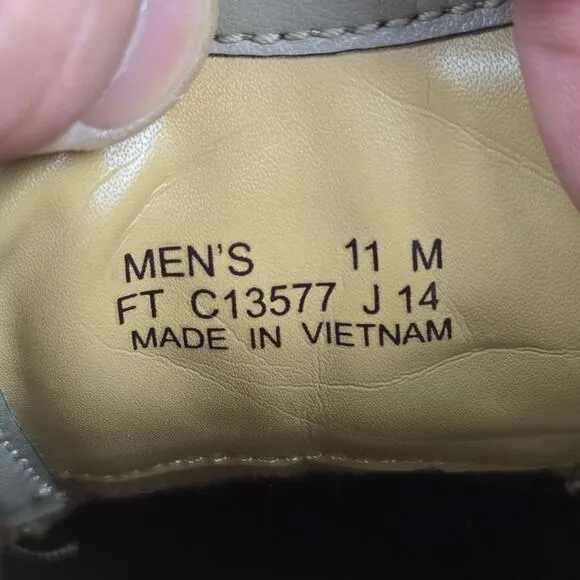 MEN'S 11 M
FT C13577 J 14
MADE IN VIETNAM